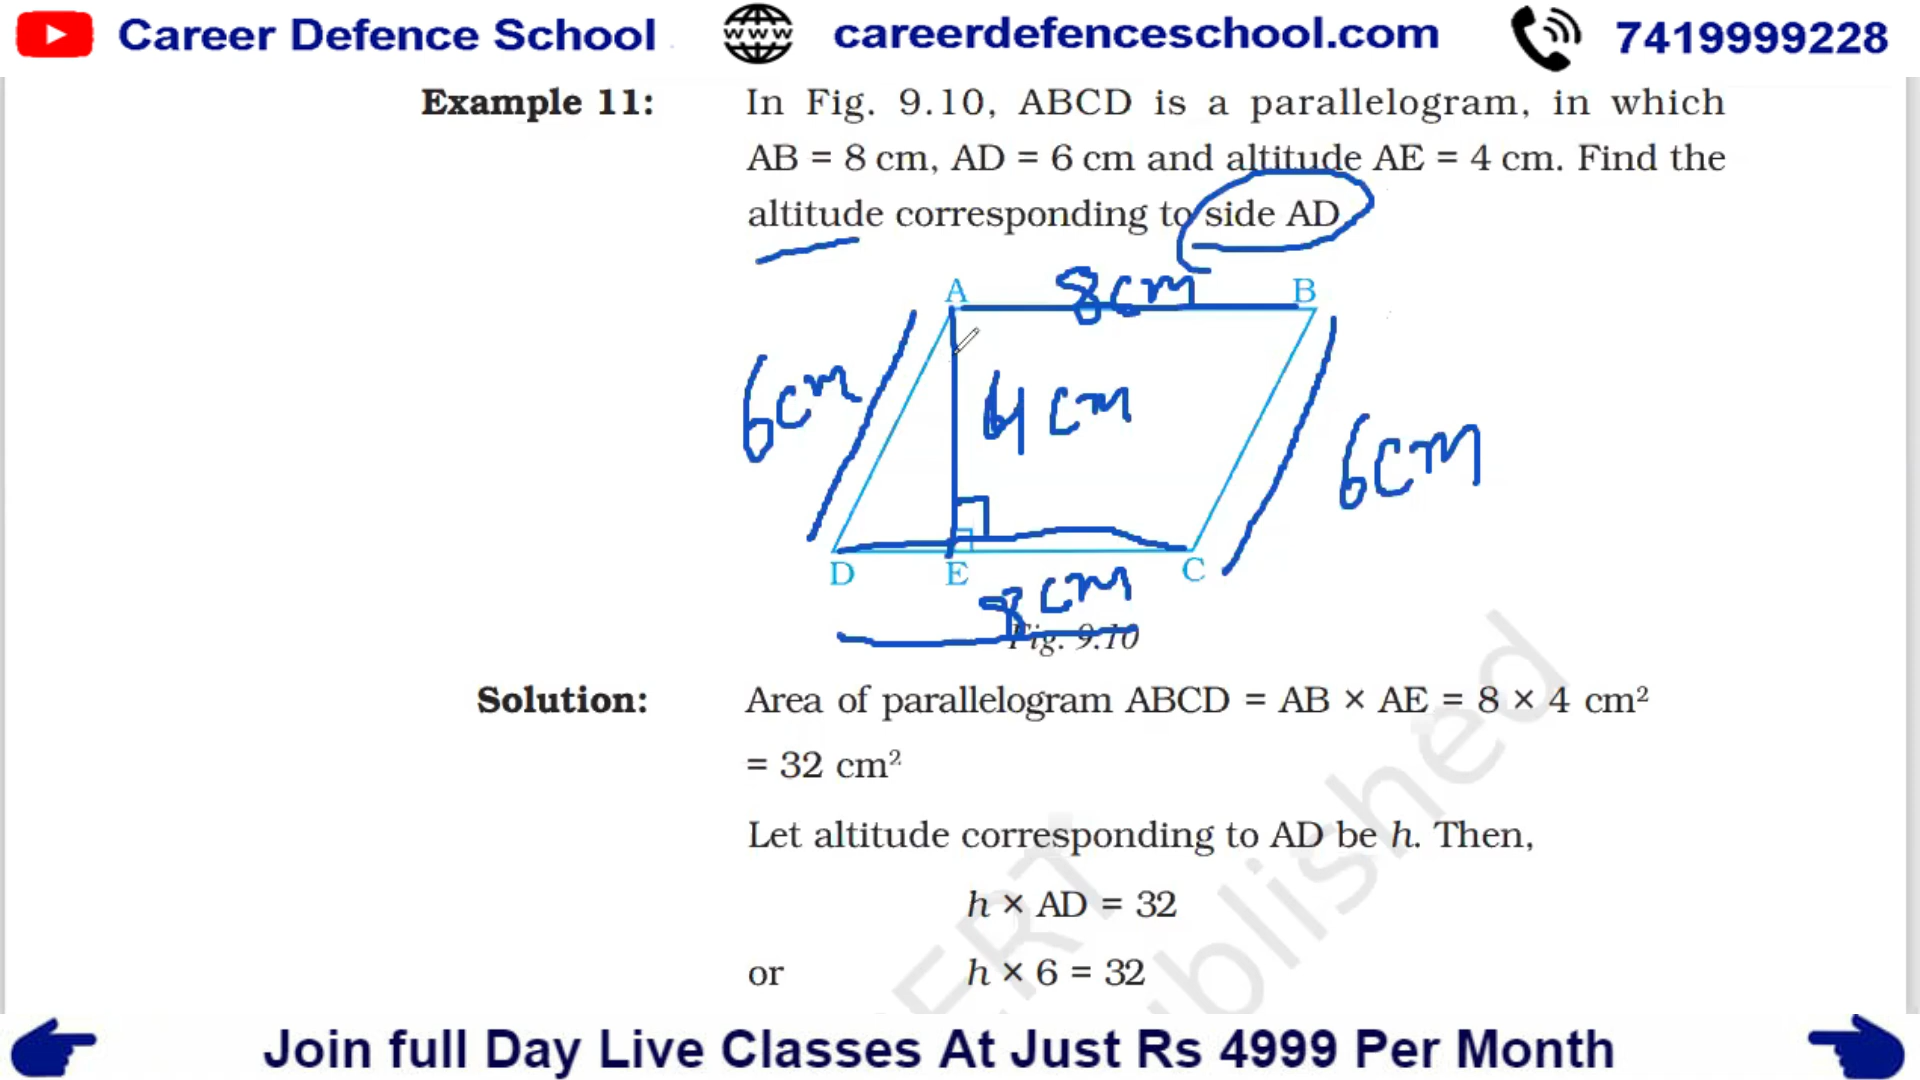 Career Defence School
www
careerdefenceschool.com
7419999228
Example 11: In Fig. 9.10, ABCD is a parallelogram, in which
AB = 8 cm, AD = 6 cm and altitude AE = 4 cm. Find the
altitude corresponding to side AD
A 8cm B
6cm
4 cm
6cm
D E C
8cm
Fig. 9.10
Solution: Area of parallelogram ABCD = AB × AE = 8 × 4 cm²
= 32 cm²
Let altitude corresponding to AD be h. Then,
h × AD = 32
or h × 6 = 32
Join full Day Live Classes At Just Rs 4999 Per Month